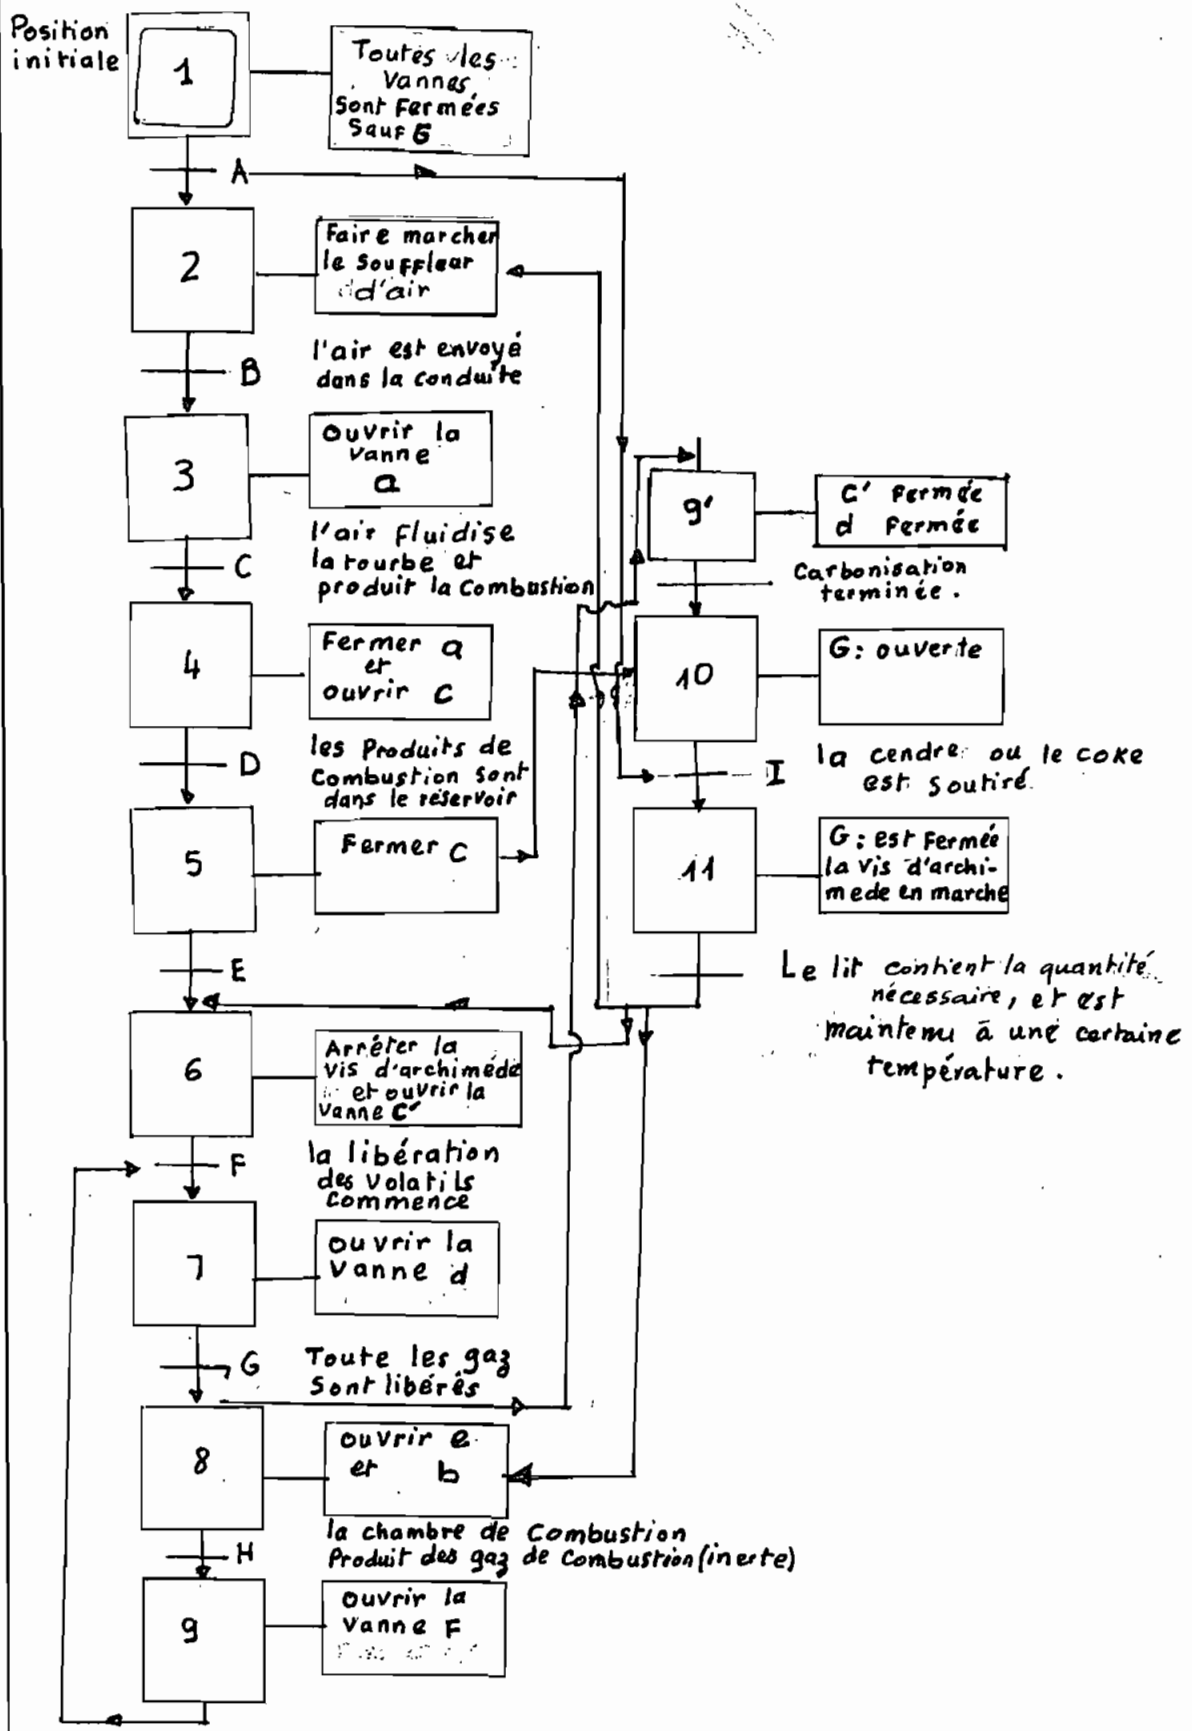 Position
initiale
1
Toutes les
Vannes
Sont Fermées
Sauf G
A
2
Faire marcher
le Souffleur
d'air
B
l'air est envoyé
dans la conduite
3
Ouvrir la
Vanne
a
C
l'air Fluidise
la tourbe et
produit la Combustion
4
Fermer a
et
ouvrir C
D
les Produits de
Combustion sont
dans le réservoir
5
Fermer C
E
6
Arrêter la
Vis d'archiméde
et ouvrir la
Vanne C'
F
la libération
des Volatils
Commence
7
Ouvrir la
Vanne d
G
Toute les gaz
Sont libérés
8
Ouvrir e
et b
H
la chambre de Combustion
Produit des gaz de Combustion (inerte)
9
Ouvrir la
Vanne F
9'
C' Fermée
d Fermée
Carbonisation
terminée.
10
G: ouverte
I
la cendre ou le coke
est soutiré.
11
G: est Fermée
la Vis d'archi-
mede en marche
Le lit contient la quantité
nécessaire, et est
maintenu à une certaine
température.